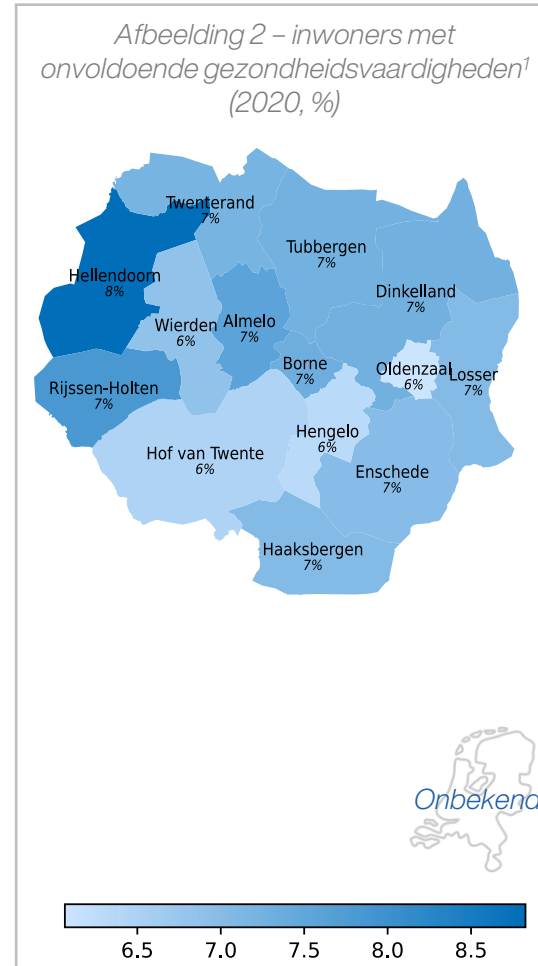 Afbeelding 2 – inwoners met
onvoldoende gezondheidsvaardigheden¹
(2020, %)
Twenterand
7%
Tubbergen
7%
Hellendoorn
8%
Dinkelland
7%
Wierden
6%
Almelo
7%
Borne
7%
Oldenzaal
6%
Losser
7%
Rijssen-Holten
7%
Hengelo
6%
Hof van Twente
6%
Enschede
7%
Haaksbergen
7%
Onbekend
6.5 7.0 7.5 8.0 8.5